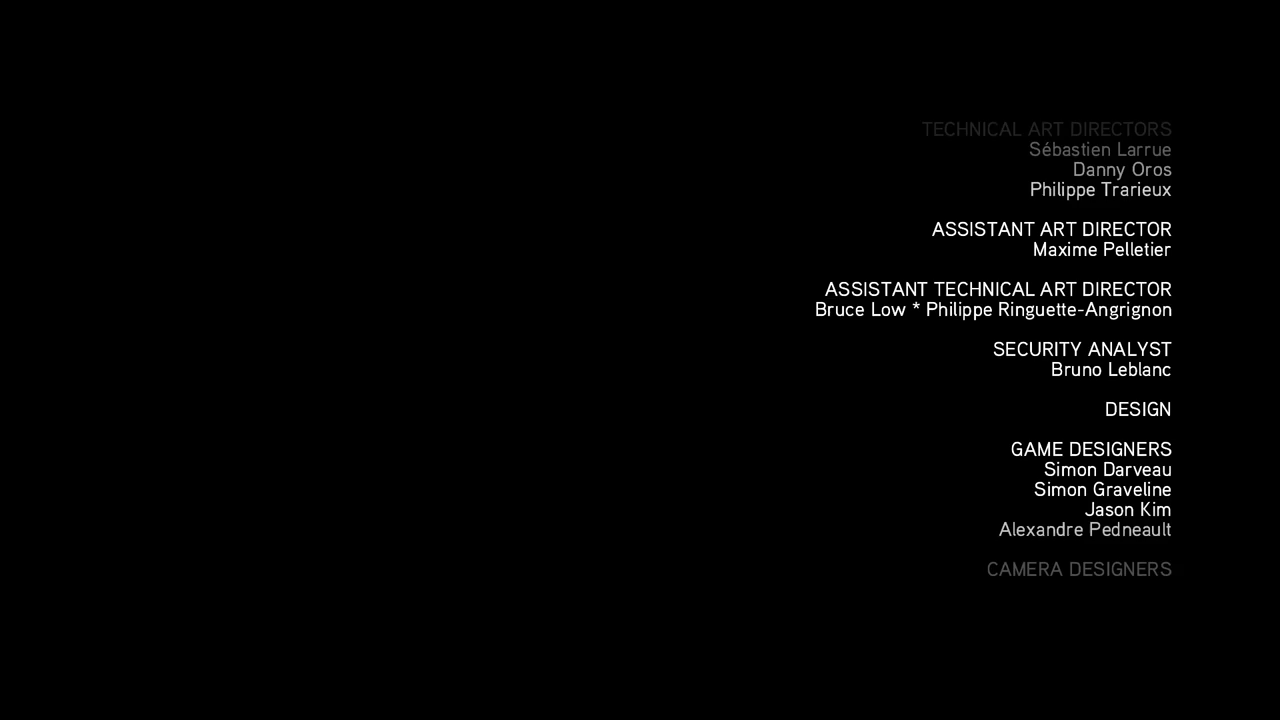 TECHNICAL ART DIRECTORS
Sébastien Larrue
Danny Oros
Philippe Trarieux
ASSISTANT ART DIRECTOR
Maxime Pelletier
ASSISTANT TECHNICAL ART DIRECTOR
Bruce Low * Philippe Ringuette-Angrignon
SECURITY ANALYST
Bruno Leblanc
DESIGN
GAME DESIGNERS
Simon Darveau
Simon Graveline
Jason Kim
Alexandre Pedneault
CAMERA DESIGNERS